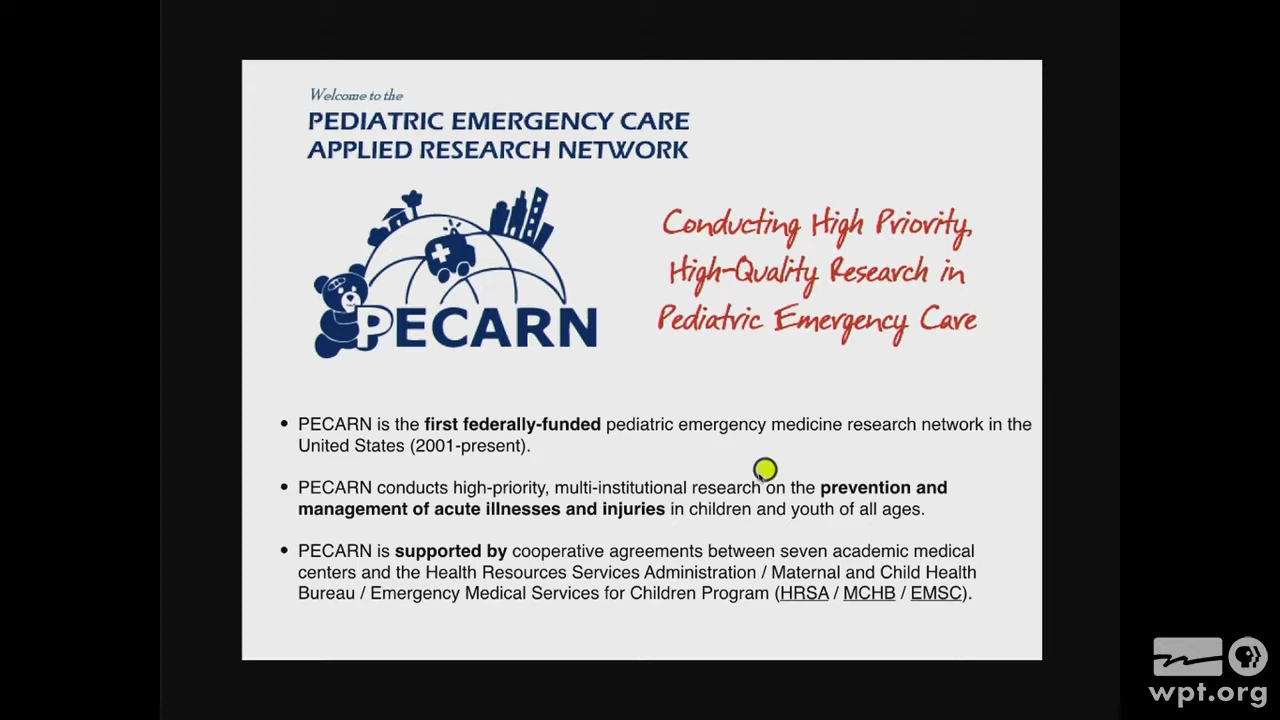 Welcome to the
PEDIATRIC EMERGENCY CARE
APPLIED RESEARCH NETWORK
PECARN
Conducting High Priority,
High-Quality Research in
Pediatric Emergency Care
• PECARN is the first federally-funded pediatric emergency medicine research network in the
United States (2001-present).
• PECARN conducts high-priority, multi-institutional research on the prevention and
management of acute illnesses and injuries in children and youth of all ages.
• PECARN is supported by cooperative agreements between seven academic medical
centers and the Health Resources Services Administration / Maternal and Child Health
Bureau / Emergency Medical Services for Children Program (HRSA / MCHB / EMSC).
wpt.org